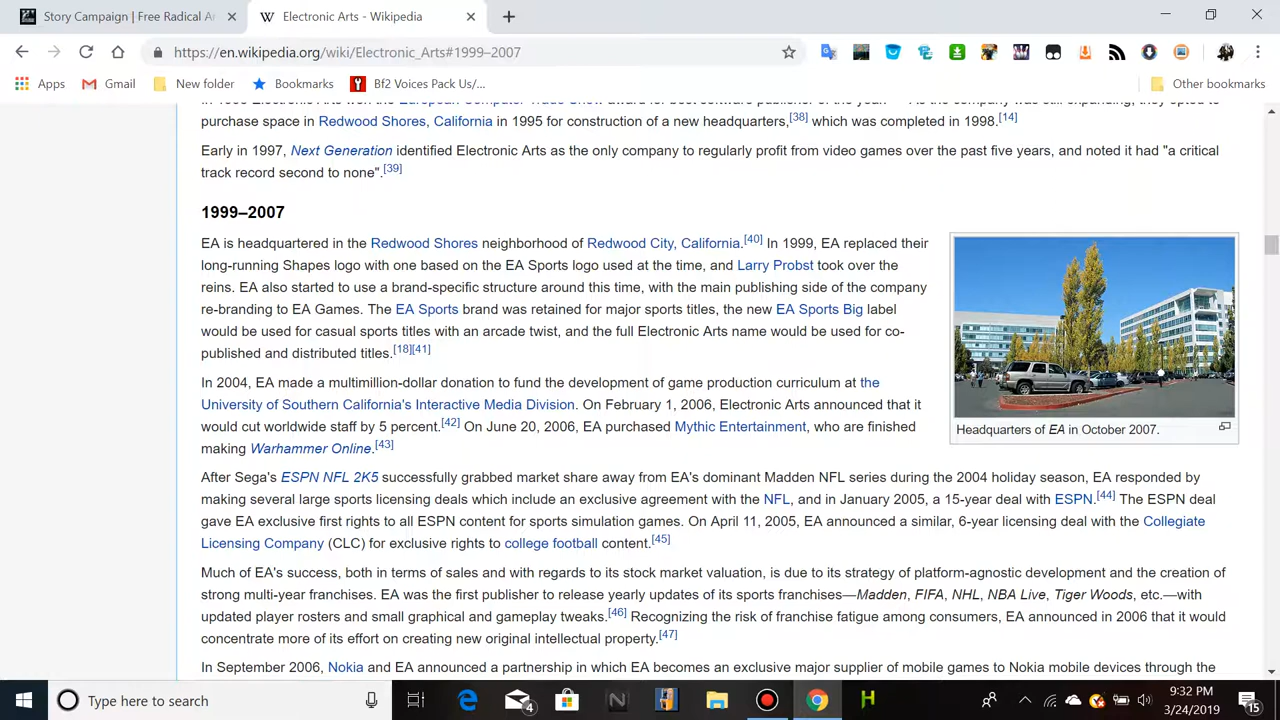 Story Campaign | Free Radical Ar
Electronic Arts - Wikipedia
https://en.wikipedia.org/wiki/Electronic_Arts#1999–2007
Apps
Gmail
New folder
Bookmarks
Bf2 Voices Pack Us/...
Other bookmarks
purchase space in Redwood Shores, California in 1995 for construction of a new headquarters,[38] which was completed in 1998.[14]
Early in 1997, Next Generation identified Electronic Arts as the only company to regularly profit from video games over the past five years, and noted it had "a critical
track record second to none".[39]
1999–2007
EA is headquartered in the Redwood Shores neighborhood of Redwood City, California.[40] In 1999, EA replaced their
long-running Shapes logo with one based on the EA Sports logo used at the time, and Larry Probst took over the
reins. EA also started to use a brand-specific structure around this time, with the main publishing side of the company
re-branding to EA Games. The EA Sports brand was retained for major sports titles, the new EA Sports Big label
would be used for casual sports titles with an arcade twist, and the full Electronic Arts name would be used for co-
published and distributed titles.[18][41]
In 2004, EA made a multimillion-dollar donation to fund the development of game production curriculum at the
University of Southern California's Interactive Media Division. On February 1, 2006, Electronic Arts announced that it
would cut worldwide staff by 5 percent.[42] On June 20, 2006, EA purchased Mythic Entertainment, who are finished
making Warhammer Online.[43]
Headquarters of EA in October 2007.
After Sega's ESPN NFL 2K5 successfully grabbed market share away from EA's dominant Madden NFL series during the 2004 holiday season, EA responded by
making several large sports licensing deals which include an exclusive agreement with the NFL, and in January 2005, a 15-year deal with ESPN.[44] The ESPN deal
gave EA exclusive first rights to all ESPN content for sports simulation games. On April 11, 2005, EA announced a similar, 6-year licensing deal with the Collegiate
Licensing Company (CLC) for exclusive rights to college football content.[45]
Much of EA's success, both in terms of sales and with regards to its stock market valuation, is due to its strategy of platform-agnostic development and the creation of
strong multi-year franchises. EA was the first publisher to release yearly updates of its sports franchises—Madden, FIFA, NHL, NBA Live, Tiger Woods, etc.—with
updated player rosters and small graphical and gameplay tweaks.[46] Recognizing the risk of franchise fatigue among consumers, EA announced in 2006 that it would
concentrate more of its effort on creating new original intellectual property.[47]
In September 2006, Nokia and EA announced a partnership in which EA becomes an exclusive major supplier of mobile games to Nokia mobile devices through the
Type here to search
4
9:32 PM
3/24/2019
15